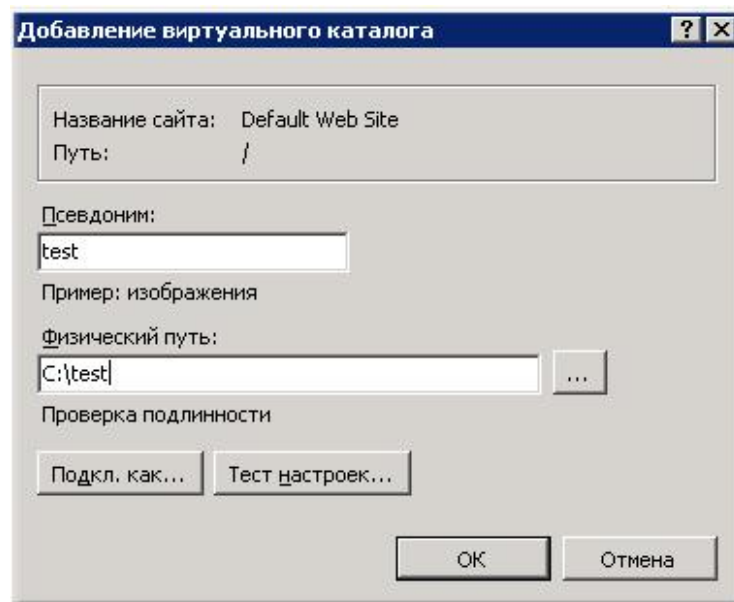 Добавление виртуального каталога
Название сайта: Default Web Site
Путь: /
Псевдоним:
test
Пример: изображения
Физический путь:
C:\test
...
Проверка подлинности
Подкл. как... Тест настроек...
ОК Отмена